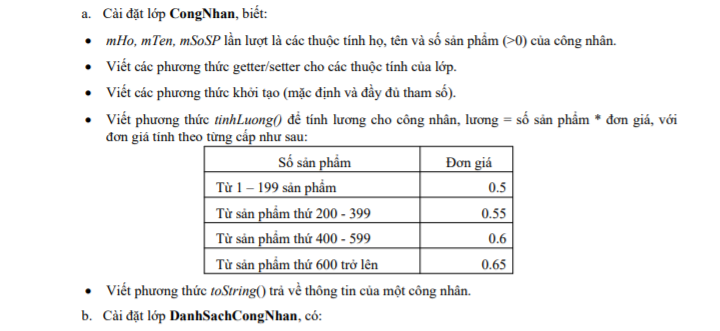 a. Cài đặt lớp CongNhan, biết:
• mHo, mTen, mSoSP lần lượt là các thuộc tính họ, tên và số sản phẩm (>0) của công nhân.
• Viết các phương thức getter/setter cho các thuộc tính của lớp.
• Viết các phương thức khởi tạo (mặc định và đầy đủ tham số).
• Viết phương thức tinhLuong() để tính lương cho công nhân, lương = số sản phẩm * đơn giá, với
đơn giá tính theo từng cấp như sau:
Số sản phẩm Đơn giá
Từ 1 – 199 sản phẩm 0.5
Từ sản phẩm thứ 200 - 399 0.55
Từ sản phẩm thứ 400 - 599 0.6
Từ sản phẩm thứ 600 trở lên 0.65
• Viết phương thức toString() trả về thông tin của một công nhân.
b. Cài đặt lớp DanhSachCongNhan, có: